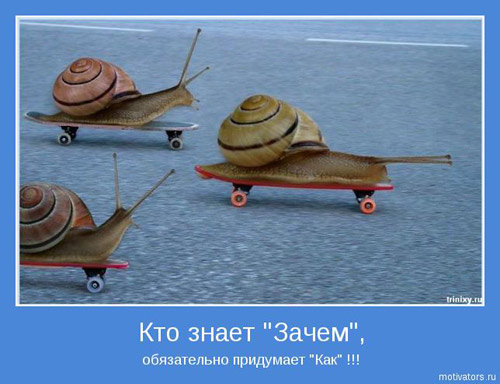 trinixy.ru
Кто знает "Зачем",
обязательно придумает "Как" !!!
motivators.ru